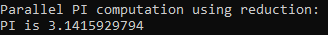 Parallel PI computation using reduction:
PI is 3.1415929794